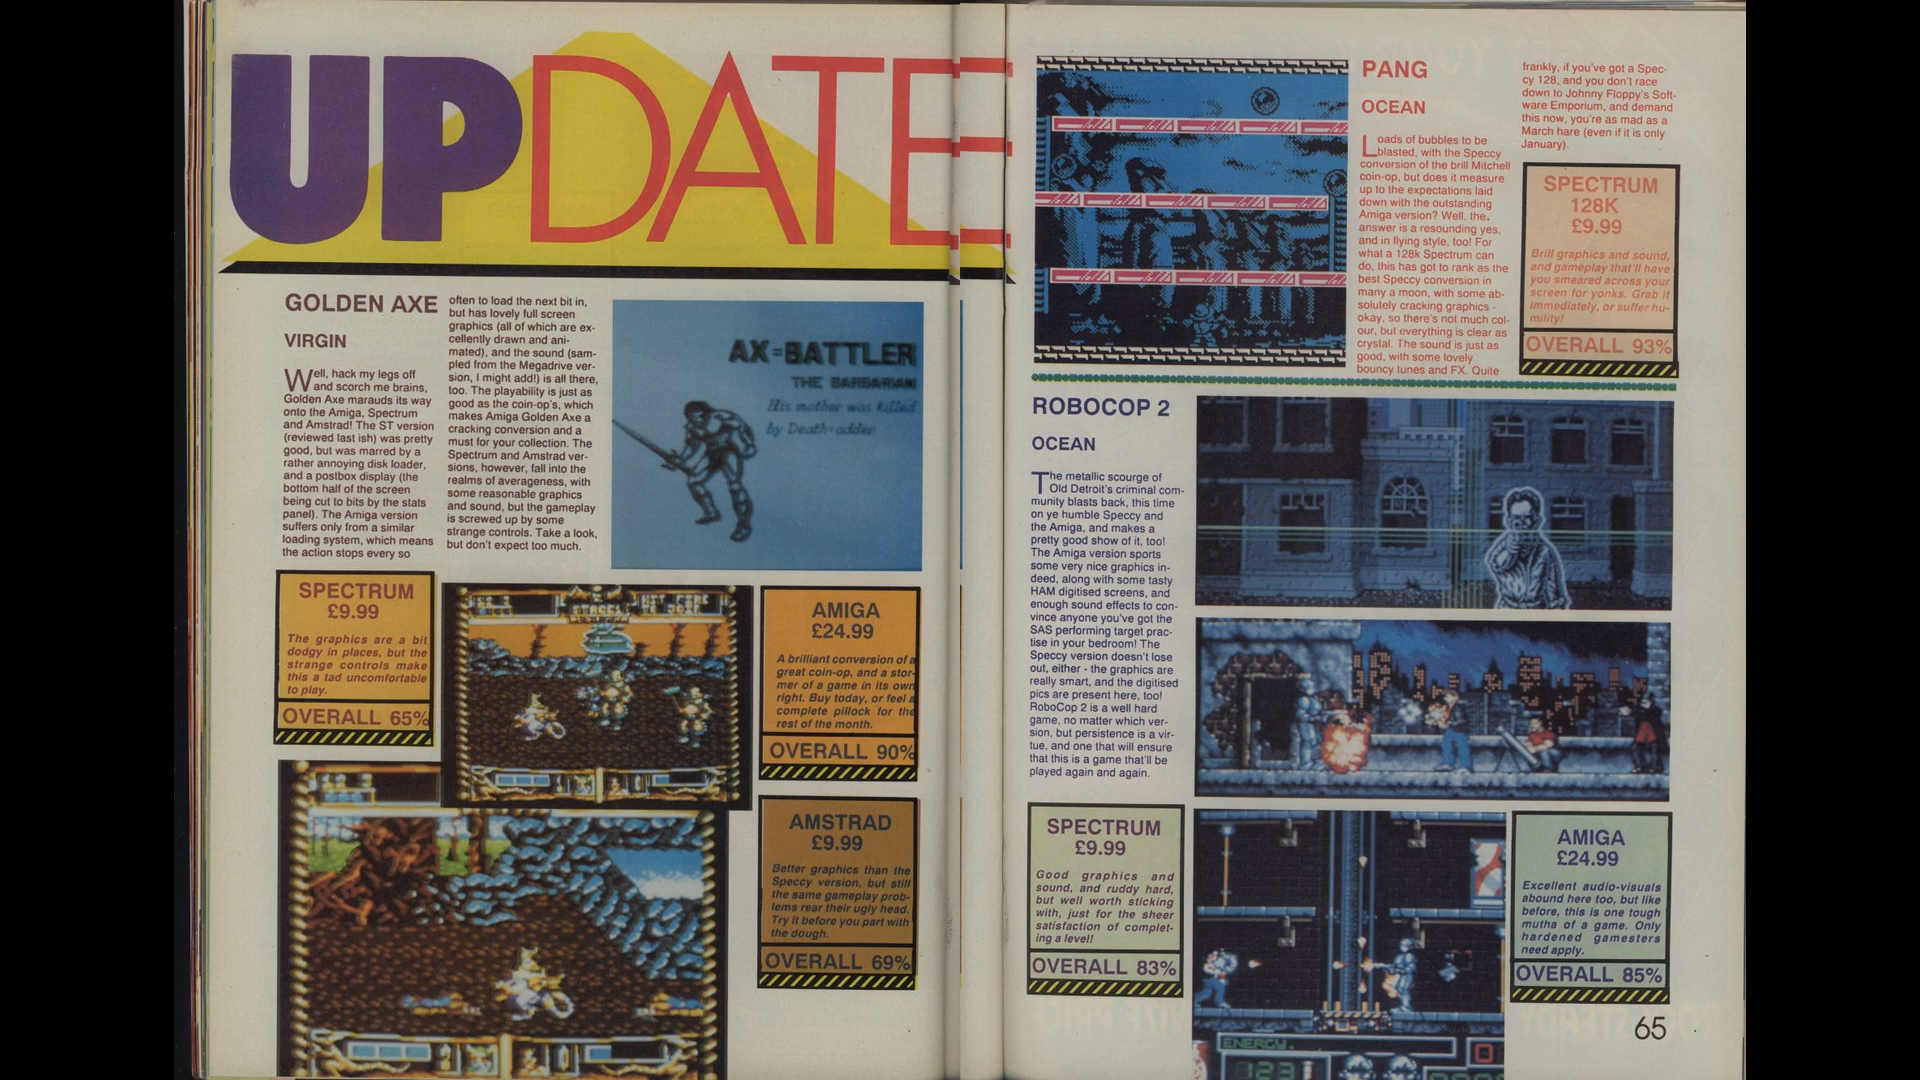 UPDATE
GOLDEN AXE
VIRGIN
Well, hack my legs off
and scorch me brains,
Golden Axe marauds its way
onto the Amiga, Spectrum
and Amstrad! The ST version
(reviewed last ish) was pretty
good, but was marred by a
rather annoying disk loader,
and a postbox display (the
bottom half of the screen
being cut to bits by the stats
panel). The Amiga version
suffers only from a similar
loading system, which means
the action stops every so
often to load the next bit in,
but has lovely full screen
graphics (all of which are ex-
cellently drawn and ani-
mated), and the sound (sam-
pled from the Megadrive ver-
sion, I might add!) is all there,
too. The playability is just as
good as the coin-op's, which
makes Amiga Golden Axe a
cracking conversion and a
must for your collection. The
Spectrum and Amstrad ver-
sions, however, fall into the
realms of averageness, with
some reasonable graphics
and sound, but the gameplay
is screwed up by some
strange controls. Take a look,
but don't expect too much.
AX=BATTLER
THE BARBARIAN
His mother was killed
by Death=adder
SPECTRUM
£9.99
The graphics are a bit
dodgy in places, but the
strange controls make
this a tad uncomfortable
to play.
OVERALL 65%
AMIGA
£24.99
A brilliant conversion of a
great coin-op, and a stor-
mer of a game in its own
right. Buy today, or feel a
complete pillock for the
rest of the month.
OVERALL 90%
AMSTRAD
£9.99
Better graphics than the
Speccy version, but still
the same gameplay prob-
lems rear their ugly head.
Try it before you part with
the dough.
OVERALL 69%
PANG
OCEAN
Loads of bubbles to be
blasted, with the Speccy
conversion of the brill Mitchell
coin-op, but does it measure
up to the expectations laid
down with the outstanding
Amiga version? Well, the
answer is a resounding yes,
and in flying style, too! For
what a 128k Spectrum can
do, this has got to rank as the
best Speccy conversion in
many a moon, with some ab-
solutely cracking graphics -
okay, so there's not much col-
our, but everything is clear as
crystal. The sound is just as
good, with some lovely
bouncy tunes and FX. Quite
frankly, if you've got a Spec-
cy 128, and you don't race
down to Johnny Floppy's Soft-
ware Emporium, and demand
this now, you're as mad as a
March hare (even if it is only
January).
SPECTRUM
128K
£9.99
Brill graphics and sound,
and gameplay that'll have
you smeared across your
screen for yonks. Grab it
immediately, or suffer hu-
mility!
OVERALL 93%
ROBOCOP 2
OCEAN
The metallic scourge of
Old Detroit's criminal com-
munity blasts back, this time
on ye humble Speccy and
the Amiga, and makes a
pretty good show of it, too!
The Amiga version sports
some very nice graphics in-
deed, along with some tasty
HAM digitised screens, and
enough sound effects to con-
vince anyone you've got the
SAS performing target prac-
tise in your bedroom! The
Speccy version doesn't lose
out, either - the graphics are
really smart, and the digitised
pics are present here, too!
RoboCop 2 is a well hard
game, no matter which ver-
sion, but persistence is a vir-
tue, and one that will ensure
that this is a game that'll be
played again and again.
SPECTRUM
£9.99
Good graphics and
sound, and ruddy hard,
but well worth sticking
with, just for the sheer
satisfaction of complet-
ing a level!
OVERALL 83%
ENERGY.
AMIGA
£24.99
Excellent audio-visuals
abound here too, but like
before, this is one tough
mutha of a game. Only
hardened gamesters
need apply.
OVERALL 85%
65